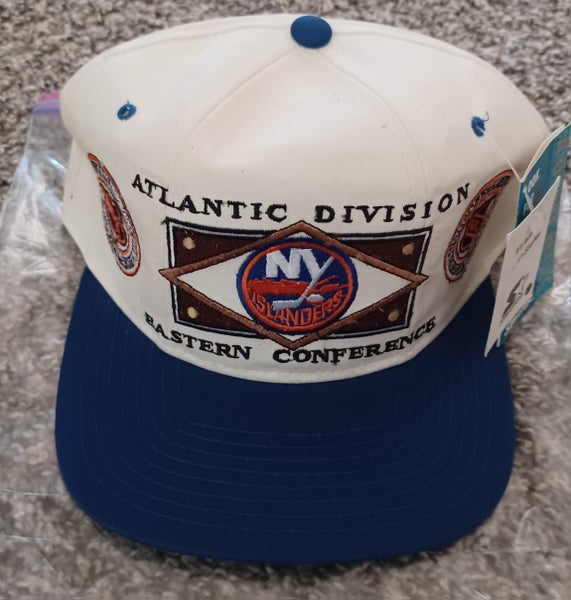 ATLANTIC DIVISION
NY
ISLANDERS
EASTERN CONFERENCE